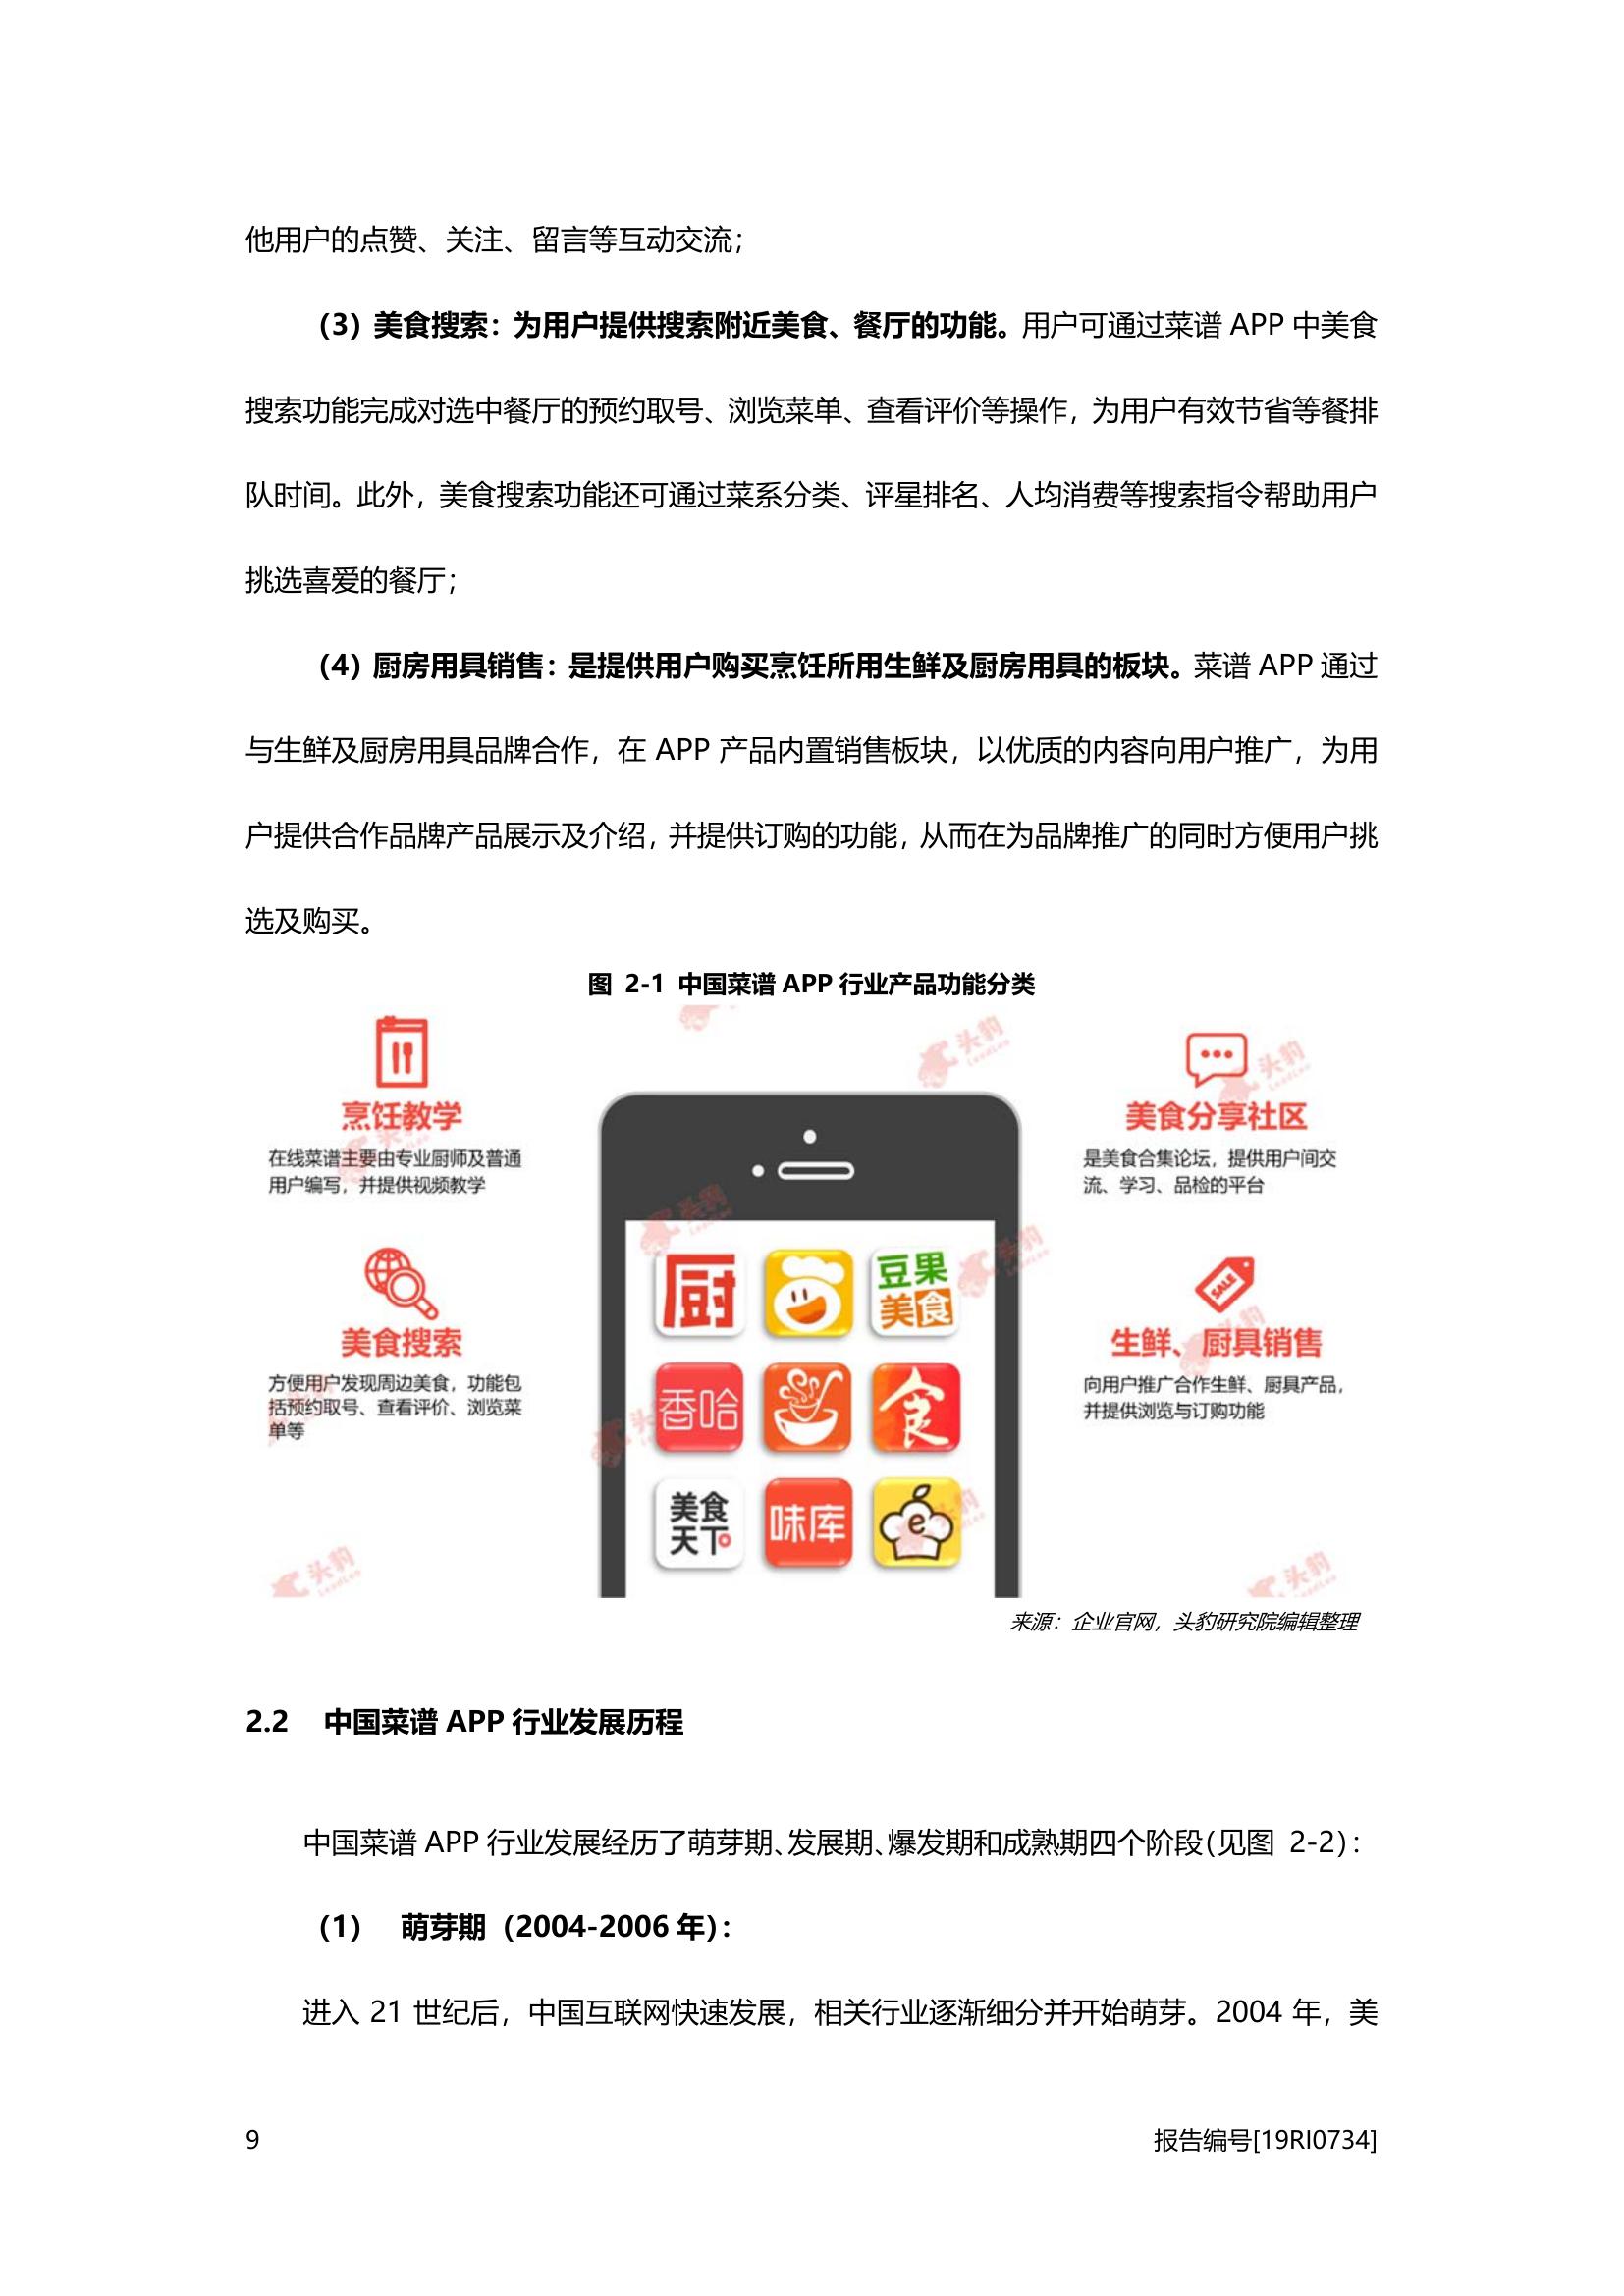 他用户的点赞、关注、留言等互动交流；
（3）美食搜索：为用户提供搜索附近美食、餐厅的功能。用户可通过菜谱 APP 中美食
搜索功能完成对选中餐厅的预约取号、浏览菜单、查看评价等操作，为用户有效节省等餐排
队时间。此外，美食搜索功能还可通过菜系分类、评星排名、人均消费等搜索指令帮助用户
挑选喜爱的餐厅；
（4）厨房用具销售：是提供用户购买烹饪所用生鲜及厨房用具的板块。菜谱 APP 通过
与生鲜及厨房用具品牌合作，在 APP 产品内置销售板块，以优质的内容向用户推广，为用
户提供合作品牌产品展示及介绍，并提供订购的功能，从而在为品牌推广的同时方便用户挑
选及购买。
图 2-1 中国菜谱 APP 行业产品功能分类
烹饪教学
在线菜谱主要由专业厨师及普通
用户编写，并提供视频教学
美食分享社区
是美食合集论坛，提供用户间交
流、学习、品检的平台
美食搜索
方便用户发现周边美食，功能包
括预约取号、查看评价、浏览菜
单等
SALE
生鲜、厨具销售
向用户推广合作生鲜、厨具产品，
并提供浏览与订购功能
厨
豆果
美食
香哈
食
美食
天下
味库
e
头豹
LeadLeo
来源：企业官网，头豹研究院编辑整理
2.2 中国菜谱 APP 行业发展历程
中国菜谱 APP 行业发展经历了萌芽期、发展期、爆发期和成熟期四个阶段（见图 2-2）：
（1） 萌芽期（2004-2006 年）：
进入 21 世纪后，中国互联网快速发展，相关行业逐渐细分并开始萌芽。2004 年，美
9
报告编号[19RI0734]